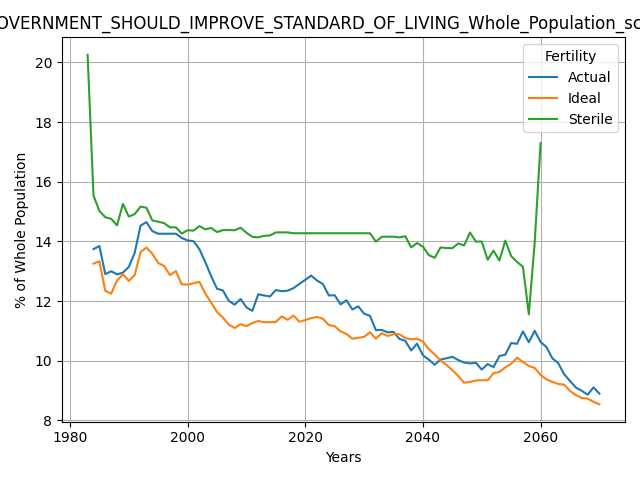 OVERNMENT_SHOULD_IMPROVE_STANDARD_OF_LIVING_Whole_Population_sc
Fertility
Actual
Ideal
Sterile
% of Whole Population
20
18
16
14
12
10
8
1980
2000
2020
2040
2060
Years